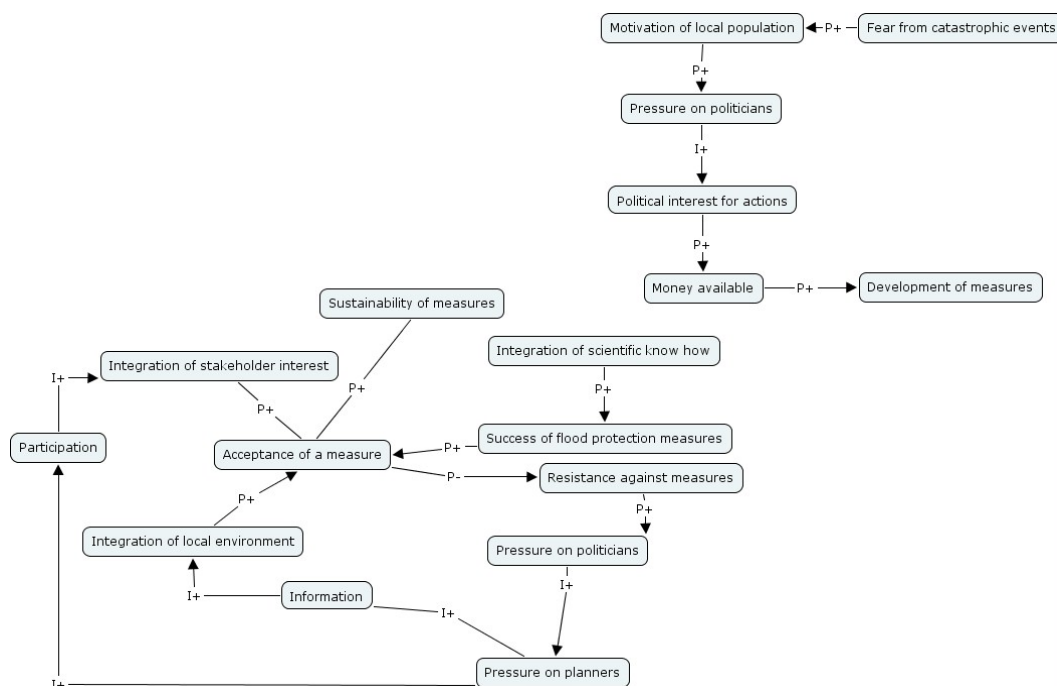 Motivation of local population
P+
Fear from catastrophic events
P+
Pressure on politicians
I+
Political interest for actions
P+
Money available
P+
Development of measures
Sustainability of measures
Integration of scientific know how
Integration of stakeholder interest
I+
P+
P+
P+
Participation
Success of flood protection measures
P+
Acceptance of a measure
P-
Resistance against measures
P+
P+
Integration of local environment
Pressure on politicians
I+
I+
Information
I+
Pressure on planners
I+